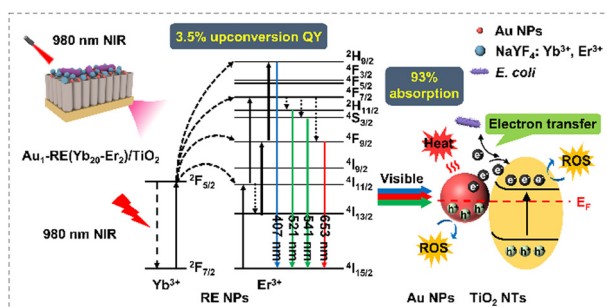 980 nm NIR
3.5% upconversion QY
Au NPs
NaYF₄: Yb³⁺, Er³⁺
E. coli
93%
absorption
Au₁-RE(Yb₂₀-Er₂)/TiO₂
²H₉/₂
⁴F₃/₂
⁴F₅/₂
⁴F₇/₂
²H₁₁/₂
⁴S₃/₂
⁴F₉/₂
⁴I₉/₂
⁴I₁₁/₂
⁴I₁₃/₂
⁴I₁₅/₂
²F₅/₂
²F₇/₂
980 nm NIR
407 nm
521 nm
541 nm
653 nm
Yb³⁺
RE NPs
Er³⁺
Electron transfer
Heat
Visible
e⁻
e⁻
e⁻
e⁻
e⁻
e⁻
e⁻
ROS
E_F
h⁺
h⁺
h⁺
h⁺
h⁺
h⁺
ROS
Au NPs
TiO₂ NTs